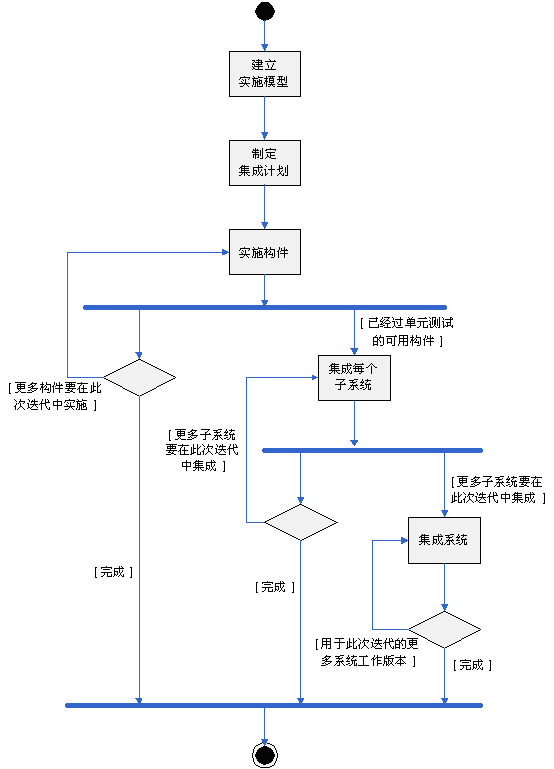 建立
实施模型
制定
集成计划
实施构件
[ 已经过单元测试
的可用构件 ]
集成每个
子系统
[ 更多构件要在此
次迭代中实施 ]
[ 更多子系统
要在此次迭代
中集成 ]
[ 更多子系统要在
此次迭代中集成 ]
集成系统
[ 完成 ]
[ 完成 ]
[用于此次迭代的更
多系统工作版本 ]
[ 完成 ]